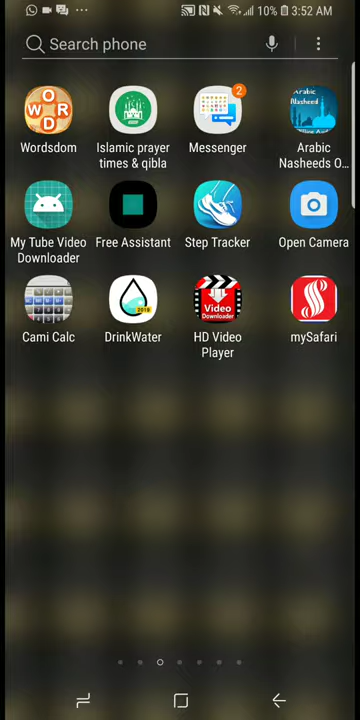 10% 3:52 AM
Search phone
WORD
2
Arabic
Nasheed
Wordsdom
Islamic prayer
times & qibla
Messenger
Arabic
Nasheeds O...
My Tube Video
Downloader
Free Assistant
Step Tracker
Open Camera
2018
Video
Downloader
Cami Calc
DrinkWater
HD Video
Player
mySafari